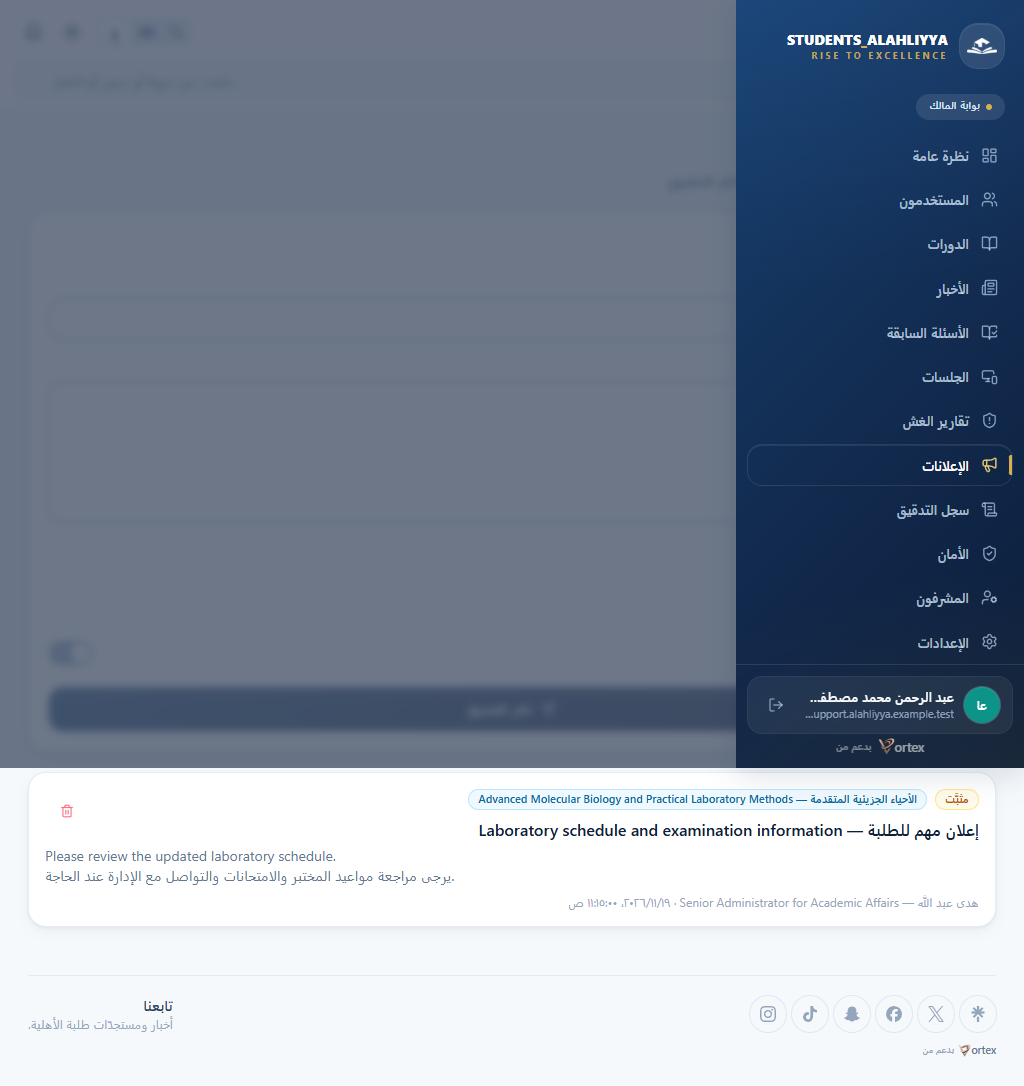 STUDENTS_ALAHLIYYA
RISE TO EXCELLENCE
بوابة المالك
نظرة عامة
المستخدمون
الدورات
الأخبار
الأسئلة السابقة
الجلسات
تقارير الغش
الإعلانات
سجل التدقيق
الأمان
المشرفون
الإعدادات
عبد الرحمن محمد مصطفـ...
...upport.alahliyya.example.test
بدعم من Vortex
مثبَّت
الأحياء الجزيئية المتقدمة — Advanced Molecular Biology and Practical Laboratory Methods
إعلان مهم للطلبة — Laboratory schedule and examination information
Please review the updated laboratory schedule.
يرجى مراجعة مواعيد المختبر والامتحانات والتواصل مع الإدارة عند الحاجة.
هدى عبد الله — Senior Administrator for Academic Affairs · ٢٠٢٦/١١/١٩، ١١:١٥:٠٠ ص
تابعنا
أخبار ومستجدّات طلبة الأهلية.
بدعم من Vortex